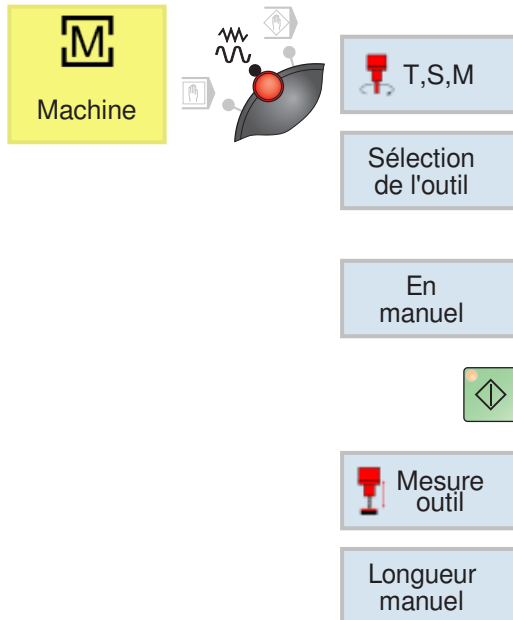 M
Machine
T,S,M
Sélection
de l'outil
En
manuel
Mesure
outil
Longueur
manuel